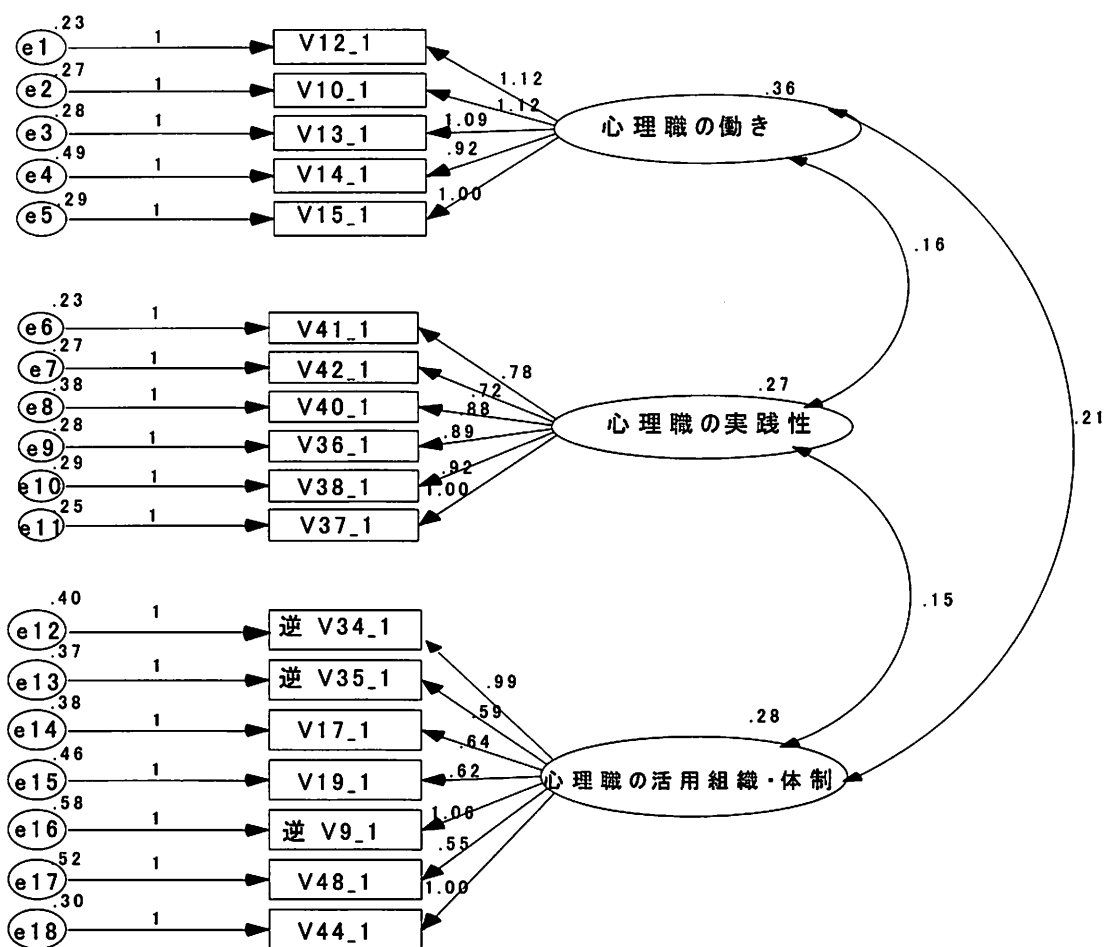 .23
e1 1 V12_1
.27
e2 1 V10_1
.28
e3 1 V13_1
.49
e4 1 V14_1
.29
e5 1 V15_1
1.12
1.12
1.09
.92
1.00
.36
心理職の働き
.16
.21
.23
e6 1 V41_1
.27
e7 1 V42_1
.38
e8 1 V40_1
.28
e9 1 V36_1
.29
e10 1 V38_1
.25
e11 1 V37_1
.78
.72
.88
.89
.92
1.00
.27
心理職の実践性
.15
.40
e12 1 逆 V34_1
.37
e13 1 逆 V35_1
.38
e14 1 V17_1
.46
e15 1 V19_1
.58
e16 1 逆 V9_1
.52
e17 1 V48_1
.30
e18 1 V44_1
.99
.59
.64
.62
1.06
.55
1.00
.28
心理職の活用組織・体制